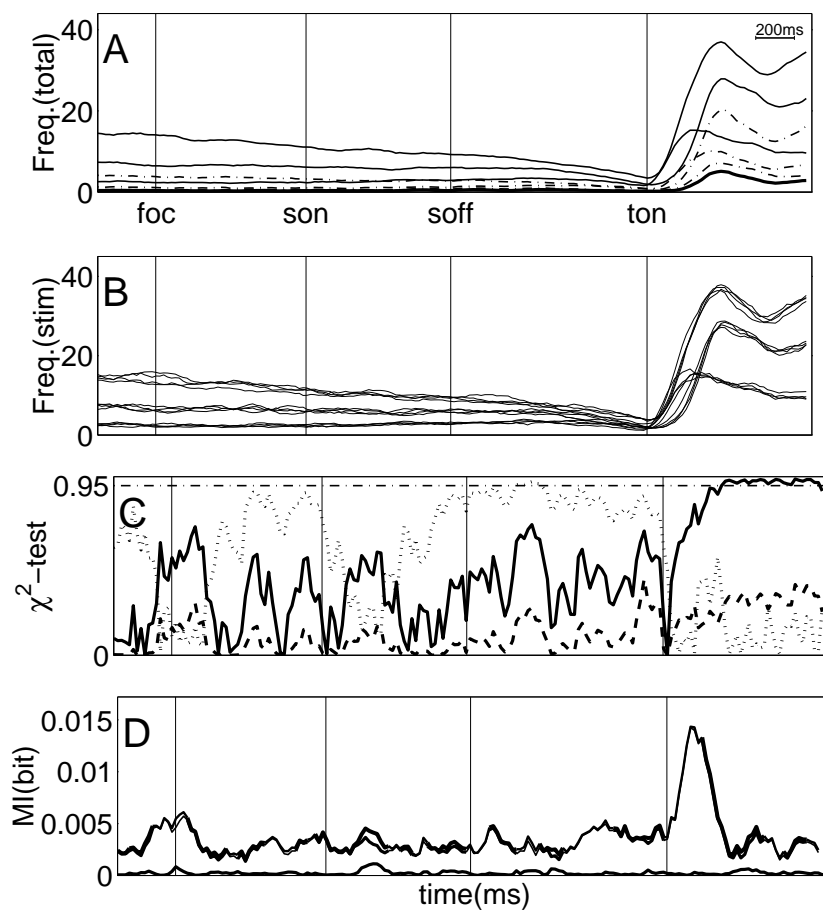 A
Freq.(total)
40
20
0
200ms
foc son soff ton
B
Freq.(stim)
40
20
0
C
χ²−test
0.95
0
D
MI(bit)
0.015
0.01
0.005
0
time(ms)